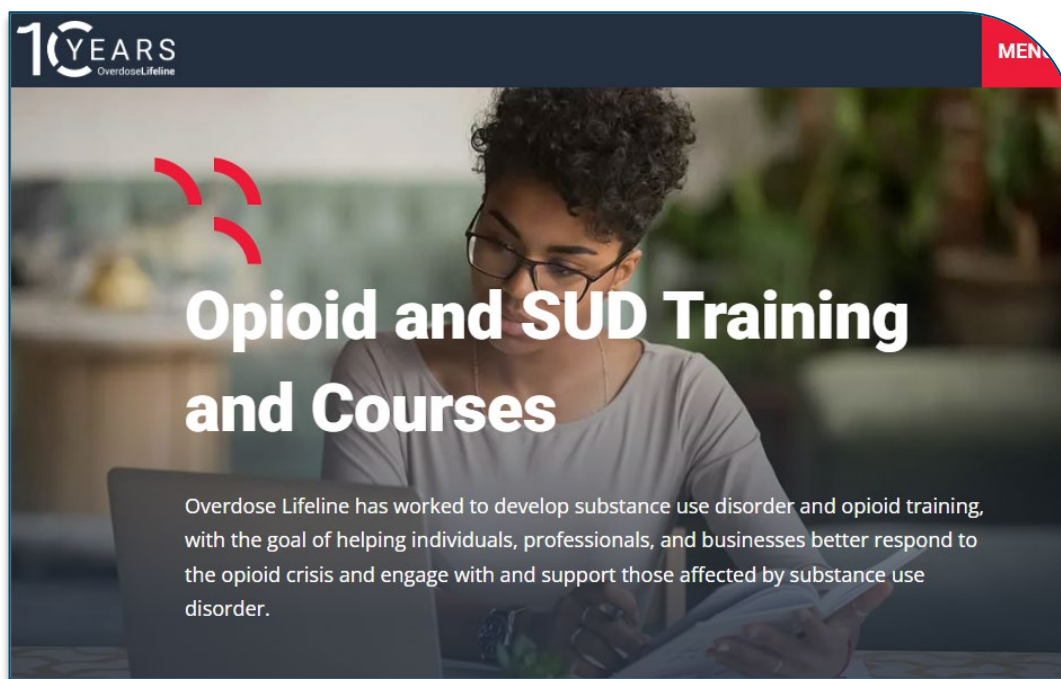 10 YEARS
OverdoseLifeline
MENU
Opioid and SUD Training
and Courses
Overdose Lifeline has worked to develop substance use disorder and opioid training,
with the goal of helping individuals, professionals, and businesses better respond to
the opioid crisis and engage with and support those affected by substance use
disorder.